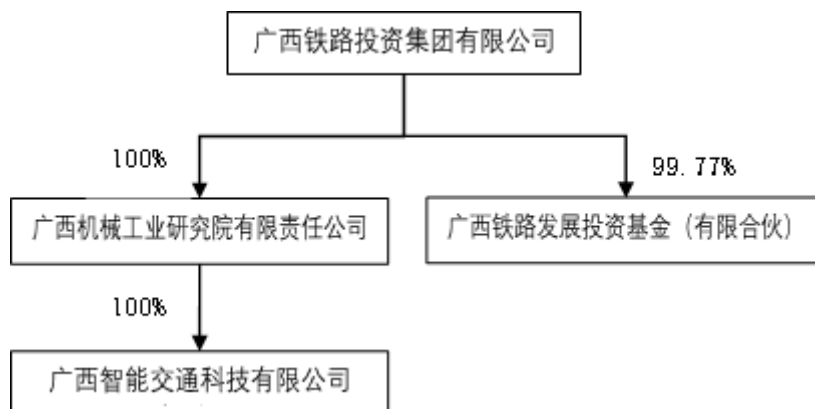 广西铁路投资集团有限公司
100%
99.77%
广西机械工业研究院有限责任公司
广西铁路发展投资基金（有限合伙）
100%
广西智能交通科技有限公司